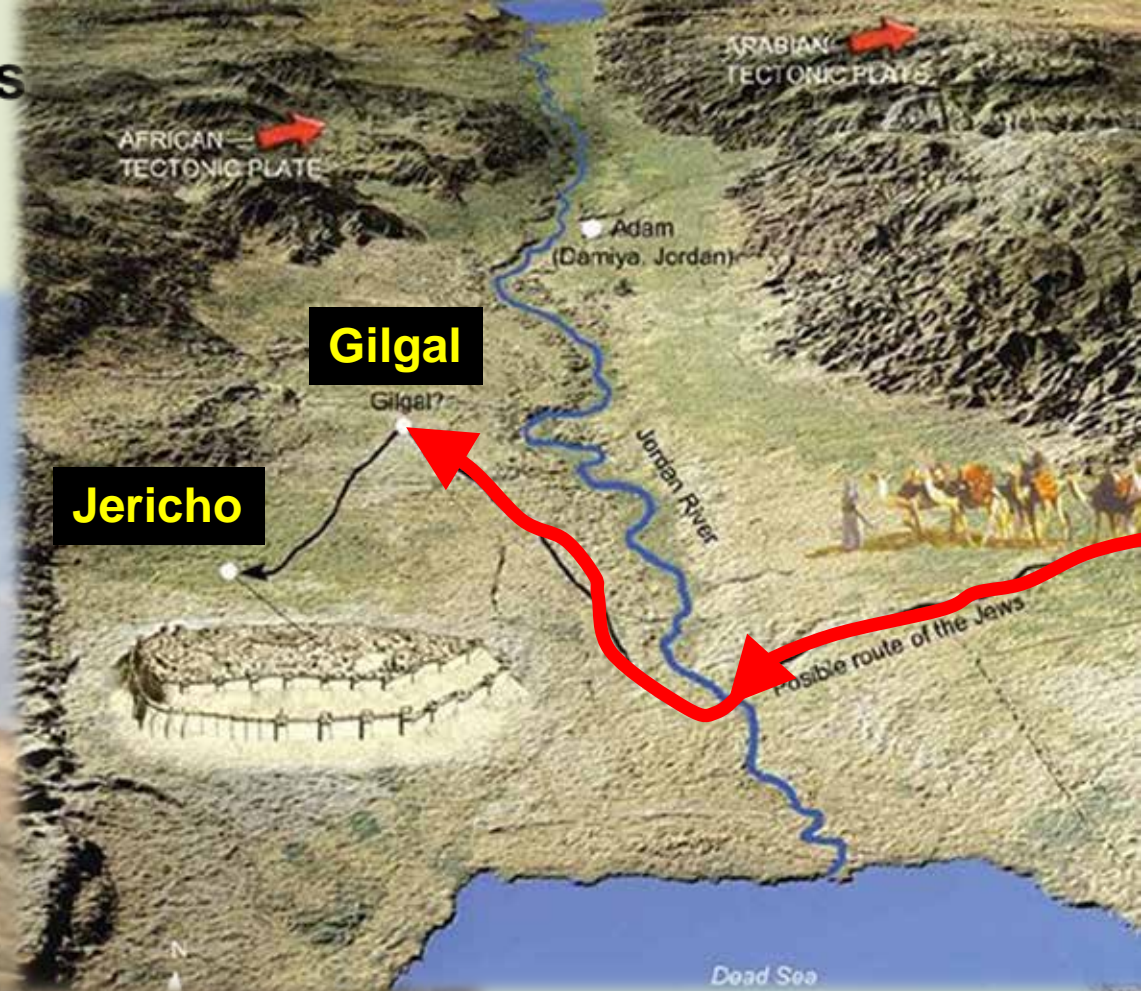 s
ARABIAN
TECTONIC PLATE
AFRICAN
TECTONIC PLATE
Adam
(Damiya, Jordan)
Gilgal
Gilgal?
Jordan River
Jericho
Posible route of the Jews
N
Dead Sea